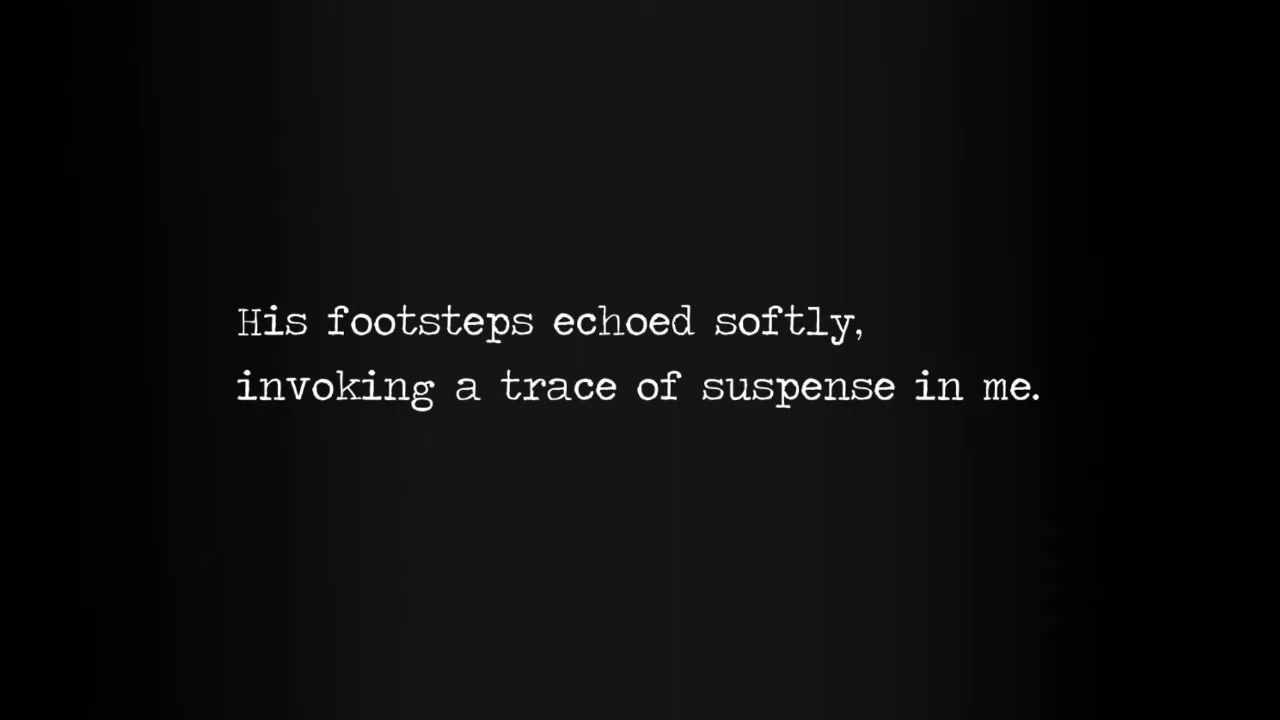 His footsteps echoed softly,
invoking a trace of suspense in me.